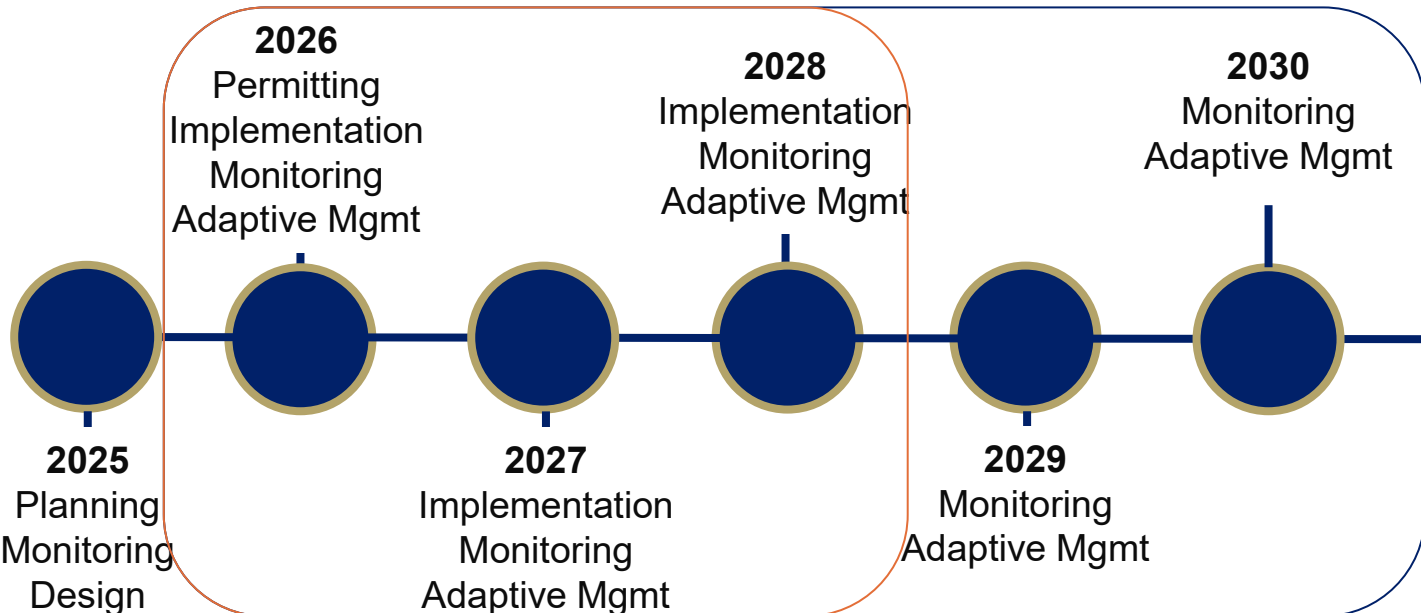 2025
Planning
Monitoring
Design
2026
Permitting
Implementation
Monitoring
Adaptive Mgmt
2027
Implementation
Monitoring
Adaptive Mgmt
2028
Implementation
Monitoring
Adaptive Mgmt
2029
Monitoring
Adaptive Mgmt
2030
Monitoring
Adaptive Mgmt